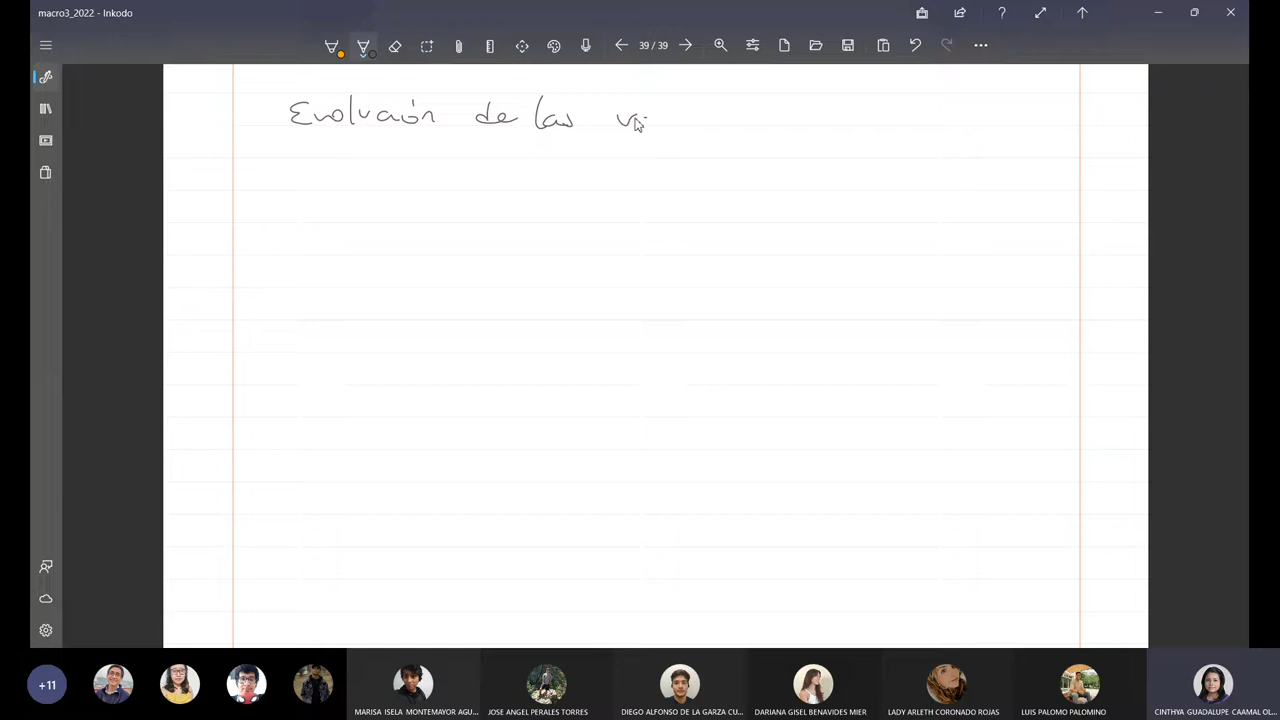 macro3_2022 - Inkodo
39 / 39
Evolución de las v
+11
MARISA ISELA MONTEMAYOR AGU...
JOSE ANGEL PERALES TORRES
DIEGO ALFONSO DE LA GARZA CU...
DARIANA GISEL BENAVIDES MIER
LADY ARLETH CORONADO ROJAS
LUIS PALOMO PALOMINO
CINTHYA GUADALUPE CAAMAL OL...